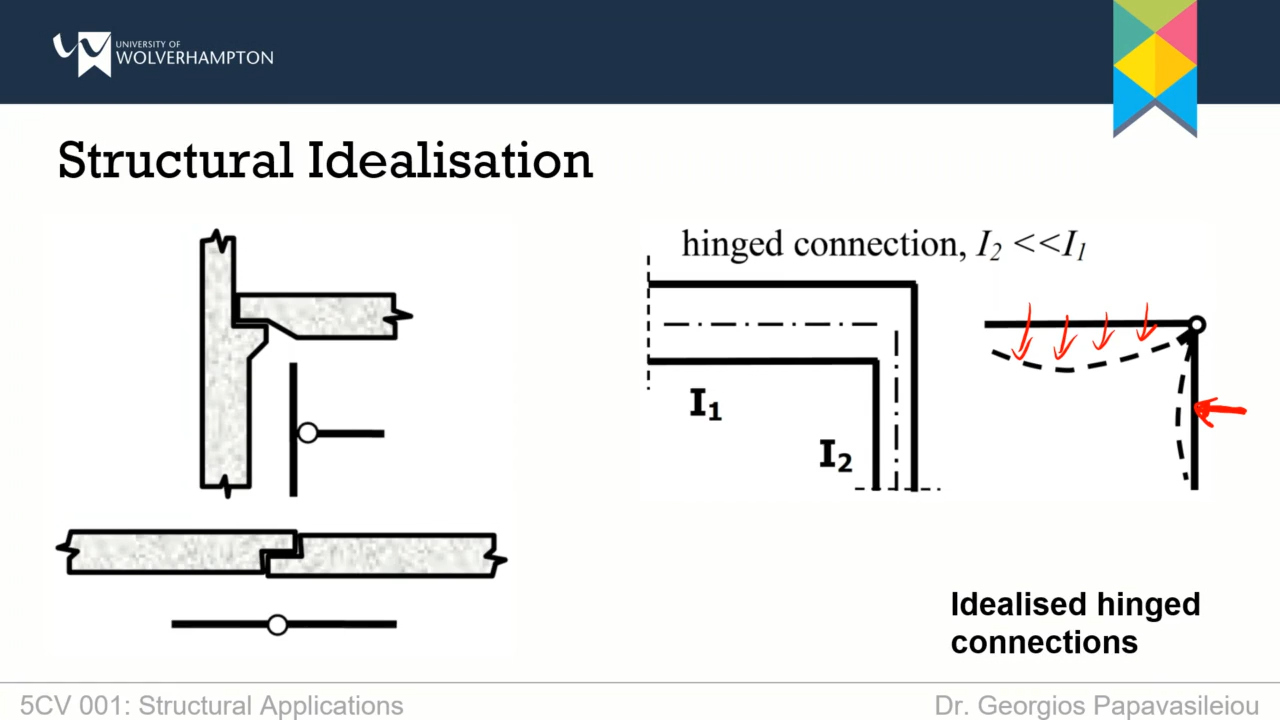 UNIVERSITY OF
WOLVERHAMPTON
Structural Idealisation
hinged connection, I₂ <<I₁
I₁
I₂
Idealised hinged
connections
5CV 001: Structural Applications
Dr. Georgios Papavasileiou